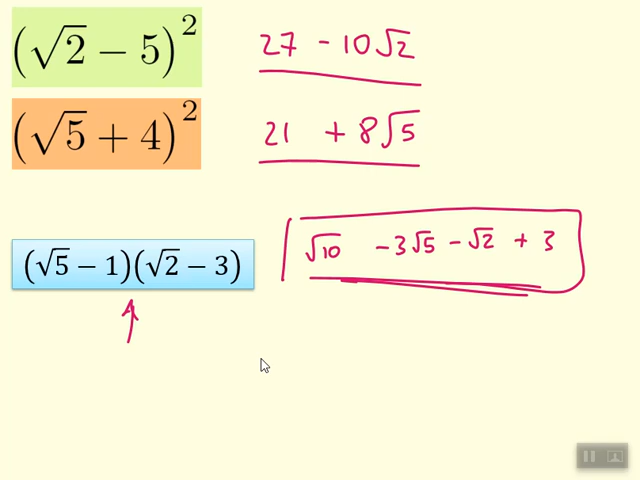 (√2 − 5)² 27 − 10√2
(√5 + 4)² 21 + 8√5
(√5 − 1)(√2 − 3) √10 − 3√5 − √2 + 3